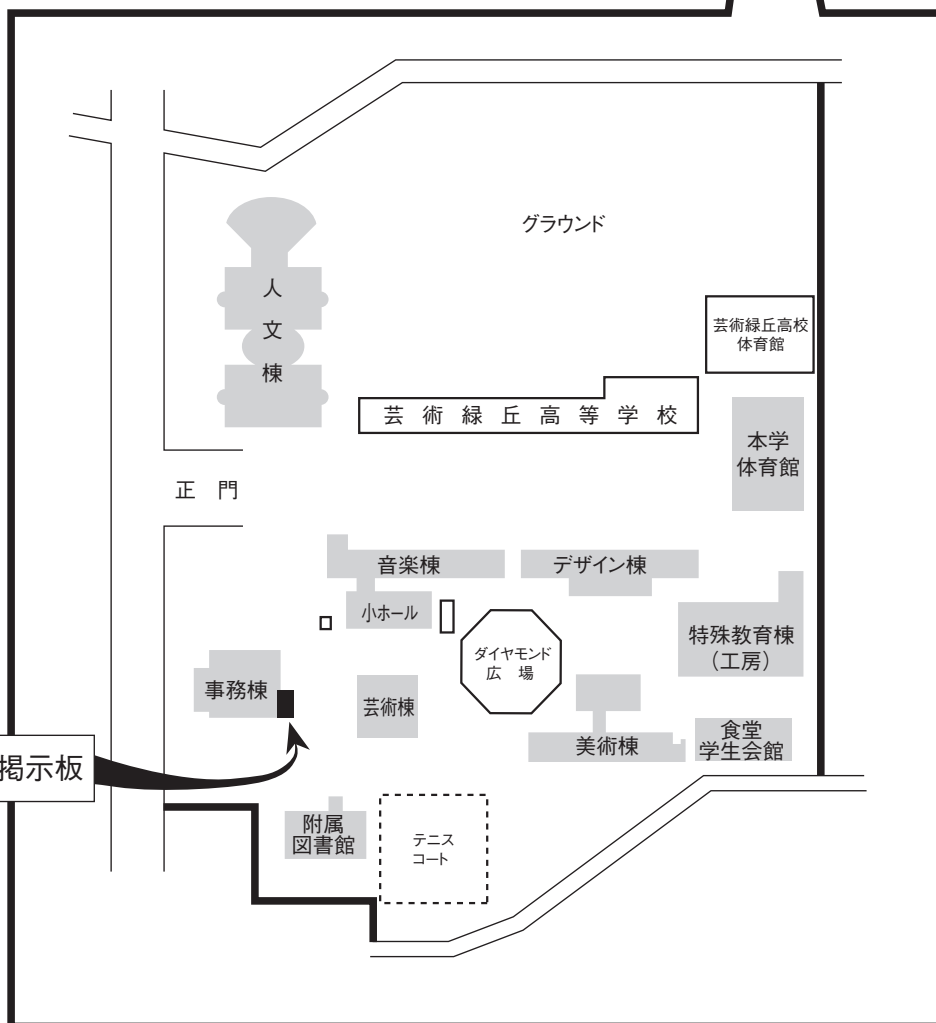 グラウンド
人文棟
芸術緑丘高校
体育館
芸術緑丘高等学校
本学
体育館
正 門
音楽棟
デザイン棟
小ホール
特殊教育棟
(工房)
ダイヤモンド
広 場
事務棟
芸術棟
美術棟
食堂
学生会館
掲示板
附属
図書館
テニス
コート